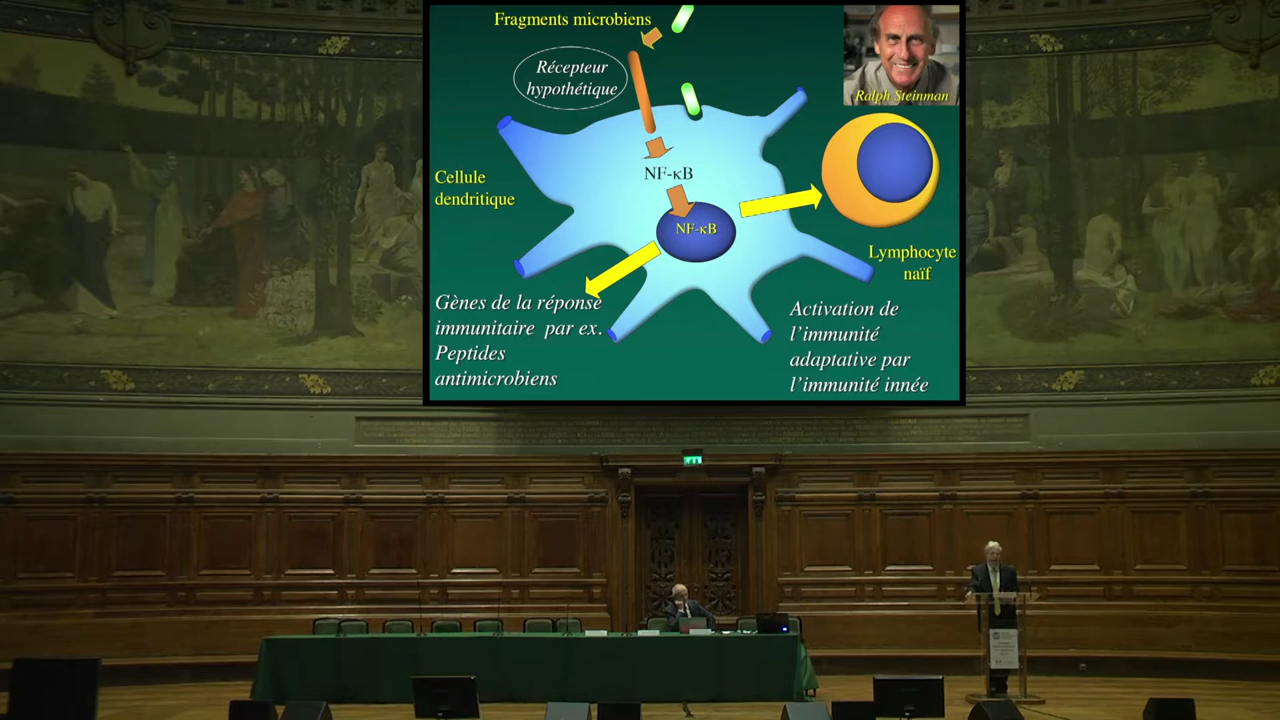 Fragments microbiens
Récepteur
hypothétique
Ralph Steinman
NF-κB
Cellule
dendritique
NF-κB
Lymphocyte
naïf
Gènes de la réponse
immunitaire par ex.
Peptides
antimicrobiens
Activation de
l’immunité
adaptative par
l’immunité innée